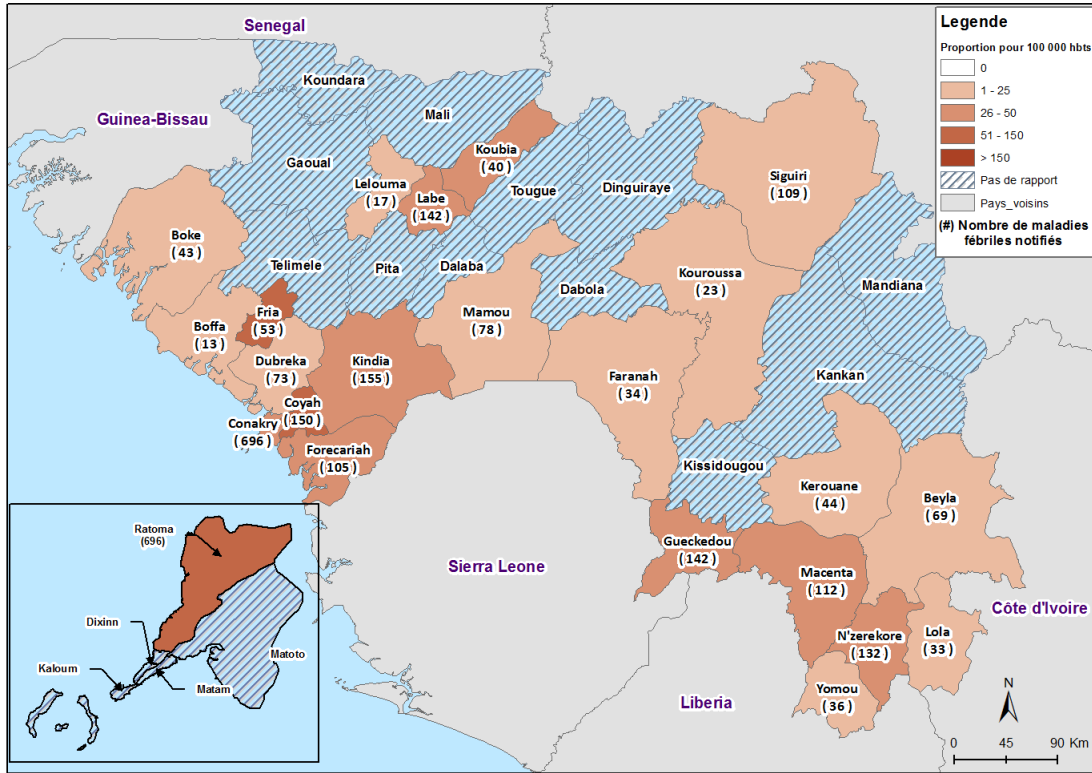 Senegal
Guinea-Bissau
Koundara
Mali
Gaoual
Koubia
( 40 )
Lelouma
( 17 )
Labe
( 142 )
Tougue
Dinguiraye
Siguiri
( 109 )
Boke
( 43 )
Telimele
Pita
Dalaba
Dabola
Kouroussa
( 23 )
Mandiana
Fria
( 53 )
Boffa
( 13 )
Mamou
( 78 )
Dubreka
( 73 )
Kindia
( 155 )
Faranah
( 34 )
Kankan
Coyah
( 150 )
Conakry
( 696 )
Forecariah
( 105 )
Kissidougou
Kerouane
( 44 )
Beyla
( 69 )
Gueckedou
( 142 )
Sierra Leone
Macenta
( 112 )
Côte d'Ivoire
N'zerekore
( 132 )
Lola
( 33 )
Yomou
( 36 )
Liberia
Legende
Proportion pour 100 000 hbts
0
1 - 25
26 - 50
51 - 150
> 150
Pas de rapport
Pays_voisins
(#) Nombre de maladies
fébriles notifiés
Ratoma
(696)
Dixinn
Kaloum
Matam
Matoto
N
0 45 90 Km